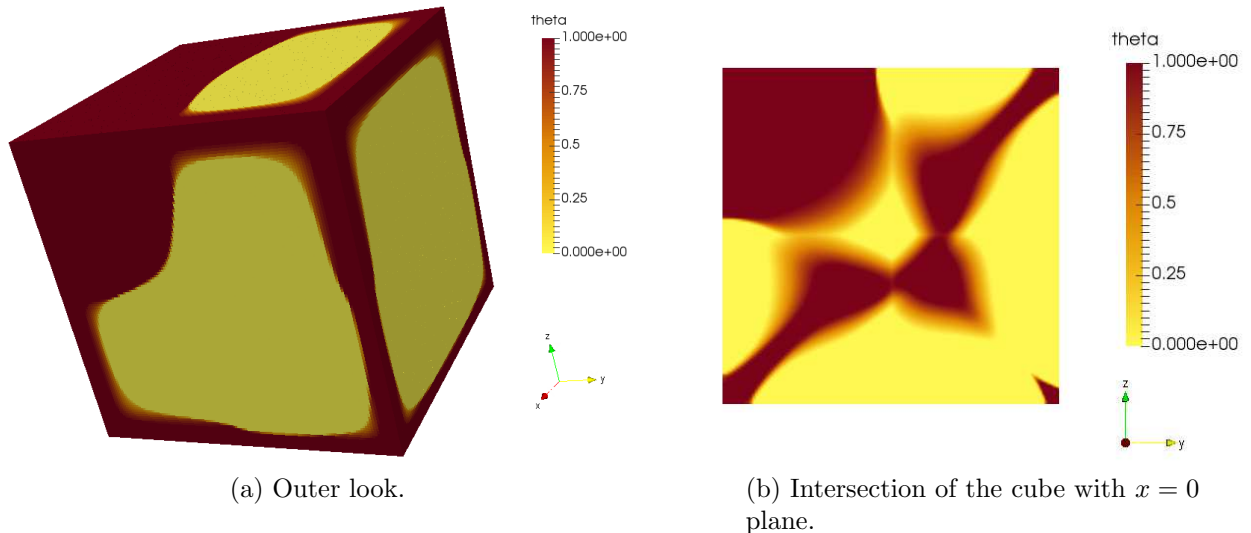 theta
1.000e+00
0.75
0.5
0.25
0.000e+00
z
y
x
(a) Outer look.
theta
1.000e+00
0.75
0.5
0.25
0.000e+00
z
y
(b) Intersection of the cube with x = 0
plane.